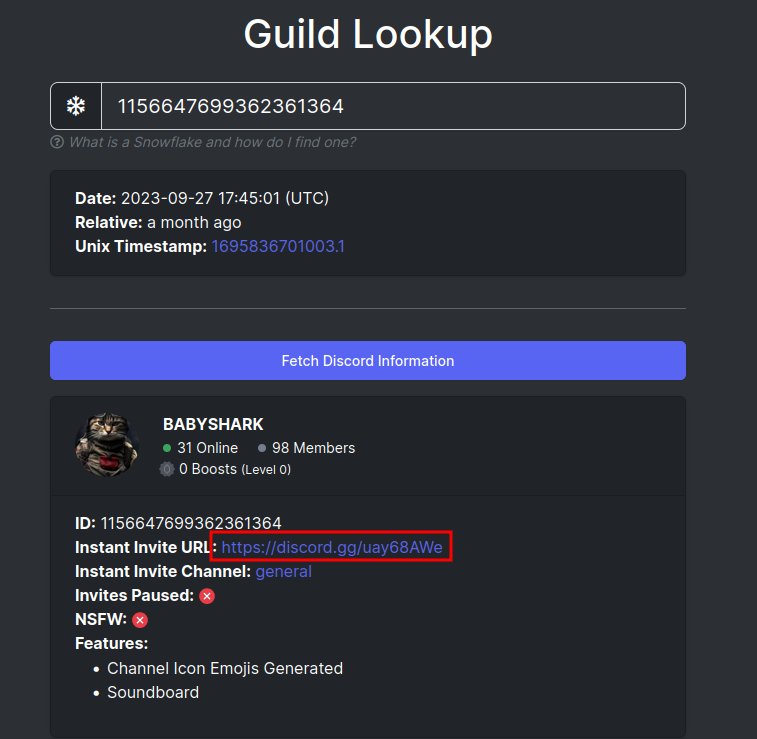 Guild Lookup
1156647699362361364
What is a Snowflake and how do I find one?
Date: 2023-09-27 17:45:01 (UTC)
Relative: a month ago
Unix Timestamp: 1695836701003.1
Fetch Discord Information
BABYSHARK
31 Online 98 Members
0 Boosts (Level 0)
ID: 1156647699362361364
Instant Invite URL: https://discord.gg/uay68AWe
Instant Invite Channel: general
Invites Paused:
NSFW:
Features:
• Channel Icon Emojis Generated
• Soundboard